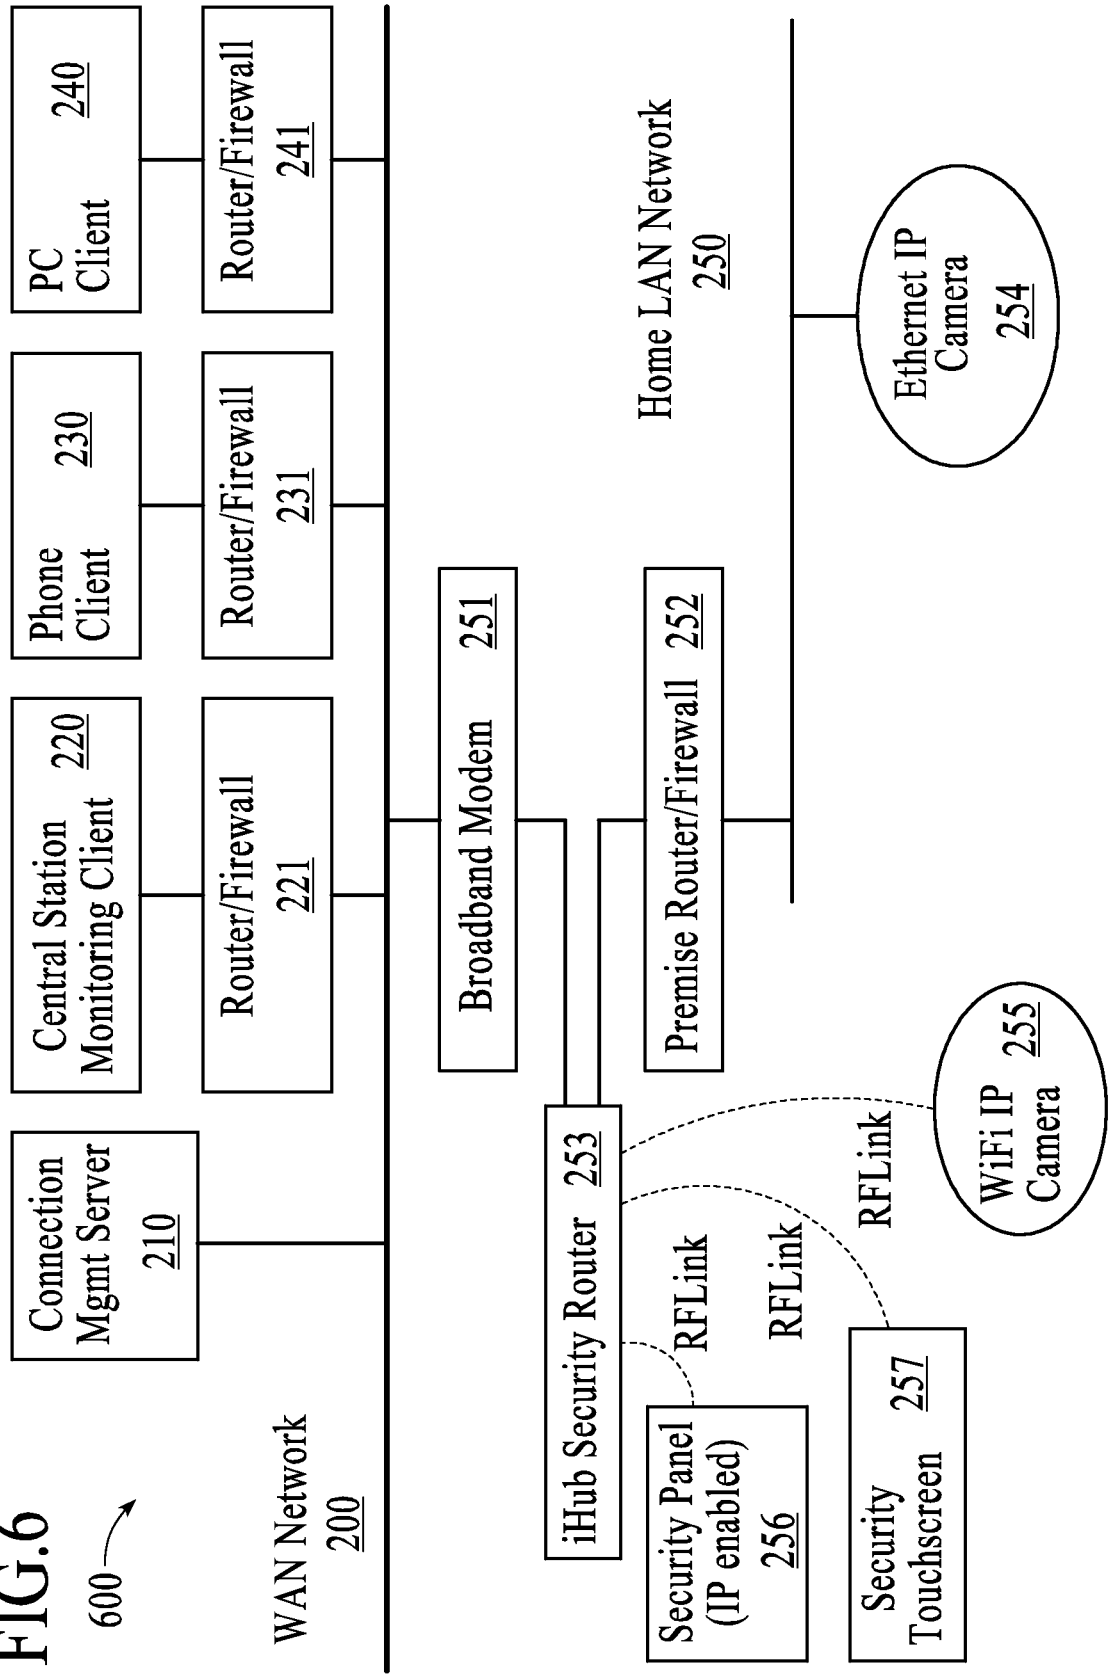 FIG.6
600
Connection
Mgmt Server
210
Central Station
Monitoring Client
220
Phone
Client
230
PC
Client
240
Router/Firewall
221
Router/Firewall
231
Router/Firewall
241
WAN Network
200
Broadband Modem 251
iHub Security Router 253
Premise Router/Firewall 252
Home LAN Network
250
RFLink
RFLink
RFLink
Security Panel
(IP enabled)
256
Security
Touchscreen
257
WiFi IP
Camera
255
Ethernet IP
Camera
254